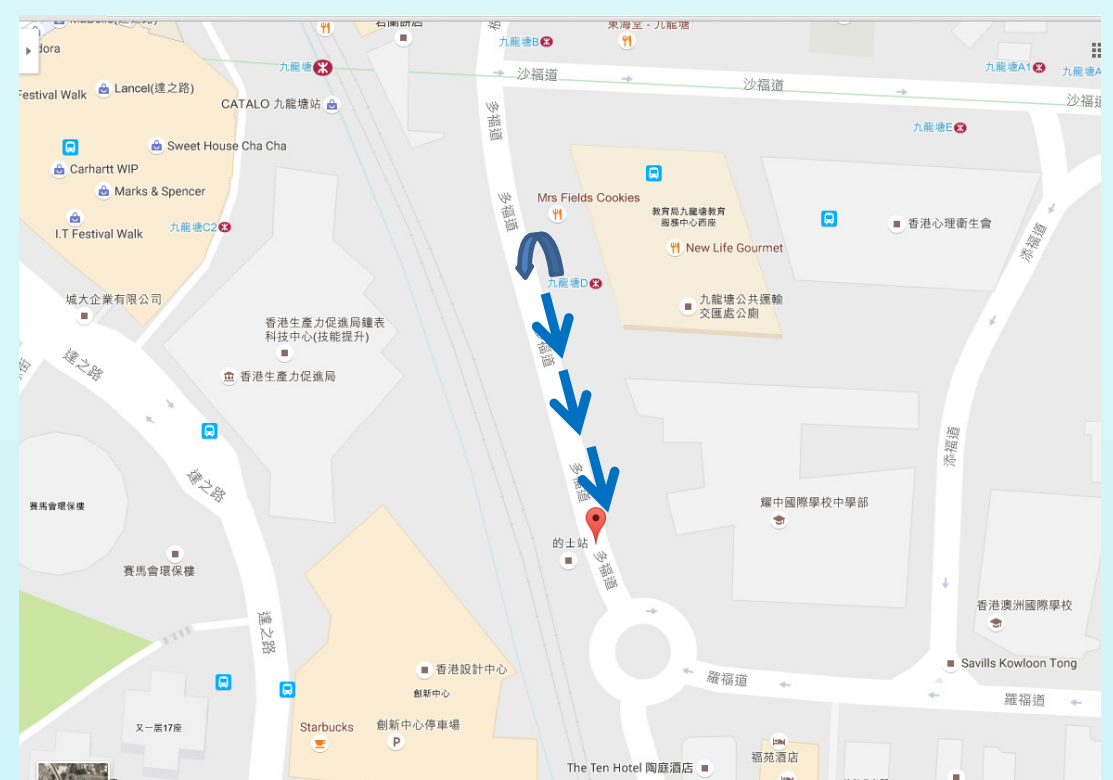 東海堂 - 九龍塘
九龍塘B
dora
九龍塘
沙福道
九龍塘A1
九龍塘A
沙福道
Festival Walk
Lancel(達之路)
CATALO 九龍塘站
多福道
沙福
九龍塘E
Sweet House Cha Cha
Carhartt WIP
Marks & Spencer
Mrs Fields Cookies
多福道
教育局九龍塘教育
服務中心西座
香港心理衛生會
I.T Festival Walk
九龍塘C2
New Life Gourmet
添福道
九龍塘D
城大企業有限公司
九龍塘公共運輸
交匯處公廁
香港生產力促進局鐘表
科技中心(技能提升)
福道
達之路
街
香港生產力促進局
添福道
達之路
多福道
賽馬會環保樓
耀中國際學校中學部
的士站
多福道
賽馬會環保樓
香港澳洲國際學校
達之路
香港設計中心
Savills Kowloon Tong
羅福道
創新中心
羅福道
又一居17座
Starbucks
創新中心停車場
P
福苑酒店
The Ten Hotel 陶庭酒店